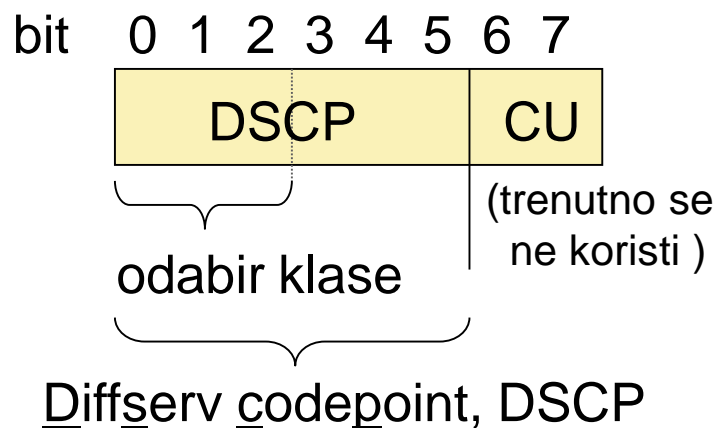 bit 0 1 2 3 4 5 6 7
DSCP CU
(trenutno se
ne koristi )
odabir klase
Diffserv codepoint, DSCP